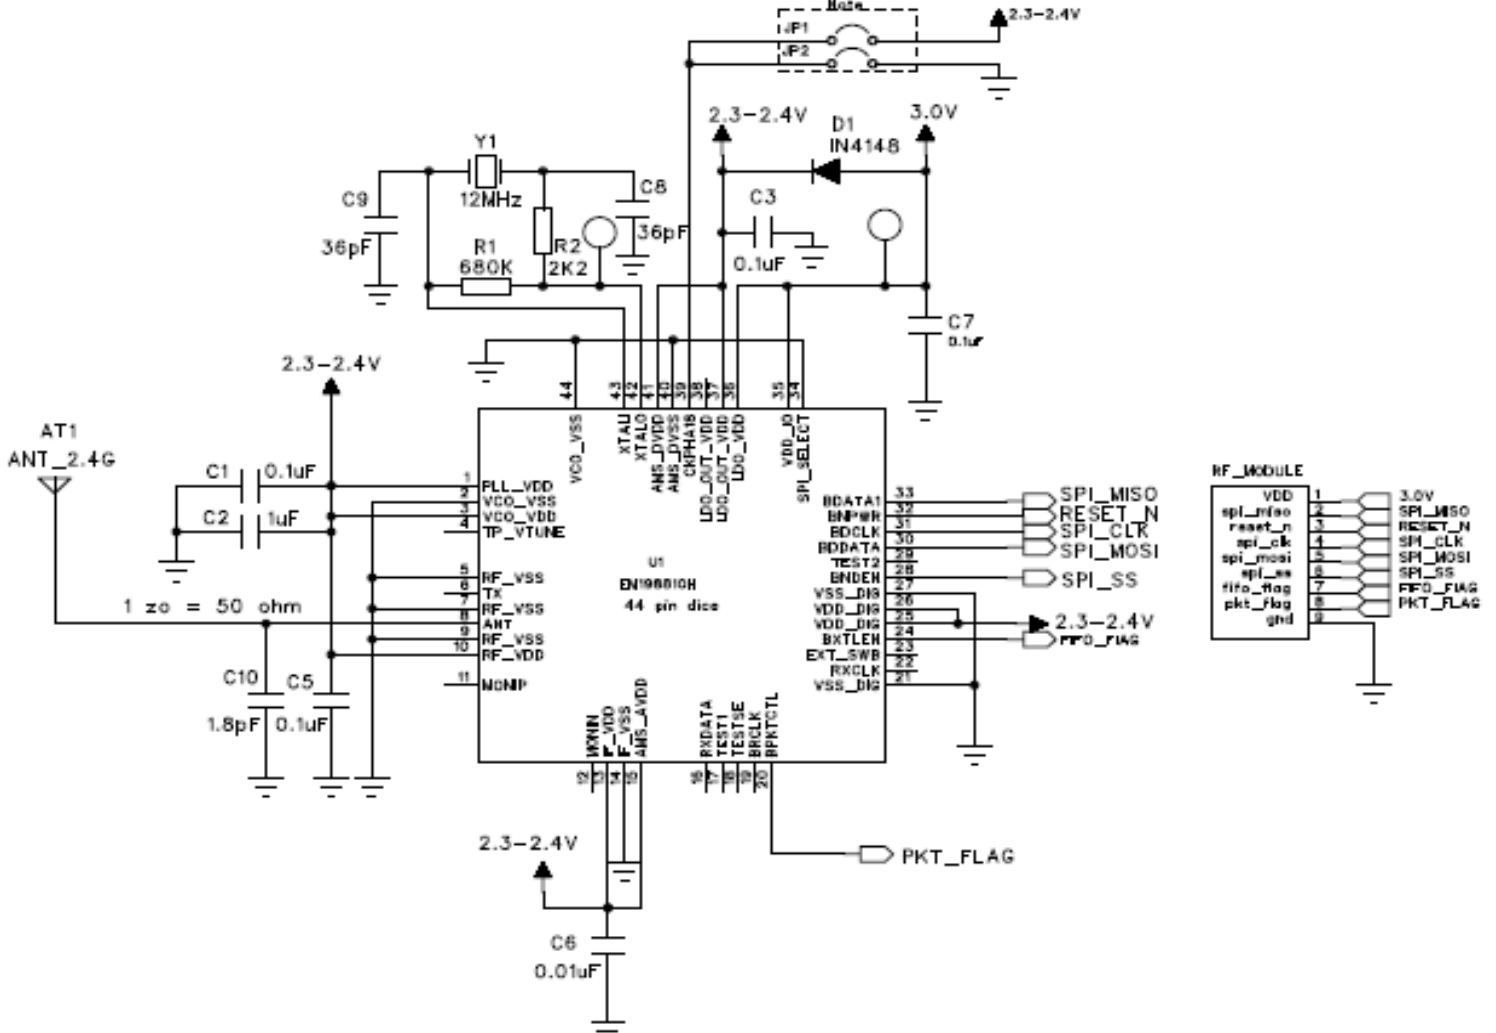 Note
JP1
JP2
2.3-2.4V
2.3-2.4V
D1
IN4148
3.0V
Y1
12MHz
C9
36pF
C8
36pF
R1
680K
R2
2K2
C3
0.1uF
C7
0.1uF
2.3-2.4V
AT1
ANT_2.4G
C1
0.1uF
C2
1uF
1 zo = 50 ohm
C10
1.8pF
C5
0.1uF
44
43
42
41
40
39
38
37
36
35
34
VCO_VSS
XTALI
XTALO
AMS_DVDD
AMS_DVSS
CKPHA1B
LDO_OUT_VDD
LDO_OUT_VDD
LDO_VDD
VDD_IO
SPI_SELECT
1 PLL_VDD
2 VCO_VSS
3 VCO_VDD
4 TP_VTUNE
5 RF_VSS
6 TX
7 RF_VSS
8 ANT
9 RF_VSS
10 RF_VDD
11 MONIP
U1
44 pin dice
BDATA1 33 SPI_MISO
BNPWR 32 RESET_N
BDCLK 31 SPI_CLK
BDDATA 30 SPI_MOSI
TEST2 29
BNDEN 28 SPI_SS
VSS_DIG 27
VDD_DIG 26
VDD_DIG 25 2.3-2.4V
BXTLEN 24 FIFO_FlAG
EXT_SWB 23
RXCLK 22
VSS_DIG 21
MONIN
IF_VDD
IF_VSS
AMS_AVDD
RXDATA
TEST1
TESTSE
BRCLK
BPKTCTL
12
13
14
15
16
17
18
19
20
2.3-2.4V
C6
0.01uF
PKT_FLAG
RF_MODULE
VDD 1 3.0V
spi_miso 2 SPI_MISO
reset_n 3 RESET_N
spi_clk 4 SPI_CLK
spi_mosi 5 SPI_MOSI
spi_ss 6 SPI_SS
fifo_flag 7 FIFO_FlAG
pkt_flag 8 PKT_FLAG
gnd 9